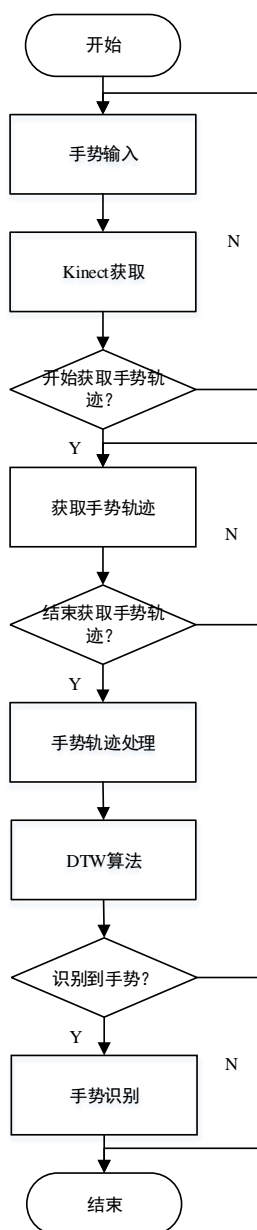 开始
手势输入
N
Kinect获取
开始获取手势轨
迹?
Y
获取手势轨迹
N
结束获取手势轨
迹?
Y
手势轨迹处理
DTW算法
识别到手势?
Y
N
手势识别
结束